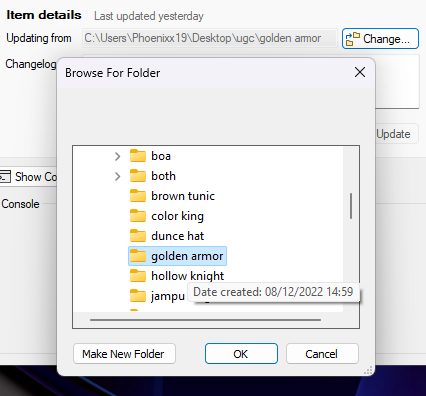 Item details Last updated yesterday
Updating from C:\Users\Phoenixx19\Desktop\ugc\golden armor Change...
Changelog
Browse For Folder
boa
both
brown tunic
color king
dunce hat
golden armor
hollow knight
Date created: 08/12/2022 14:59
jampu
Update
Show Co
Console
Make New Folder OK Cancel